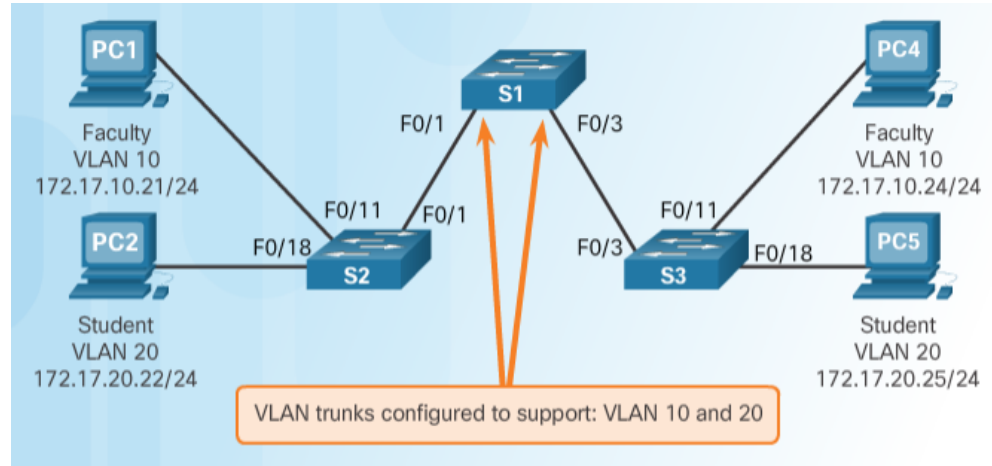 PC1
Faculty
VLAN 10
172.17.10.21/24
PC2
Student
VLAN 20
172.17.20.22/24
F0/11
F0/18
S2
F0/1
F0/1
S1
F0/3
F0/3
S3
F0/11
F0/18
PC4
Faculty
VLAN 10
172.17.10.24/24
PC5
Student
VLAN 20
172.17.20.25/24
VLAN trunks configured to support: VLAN 10 and 20